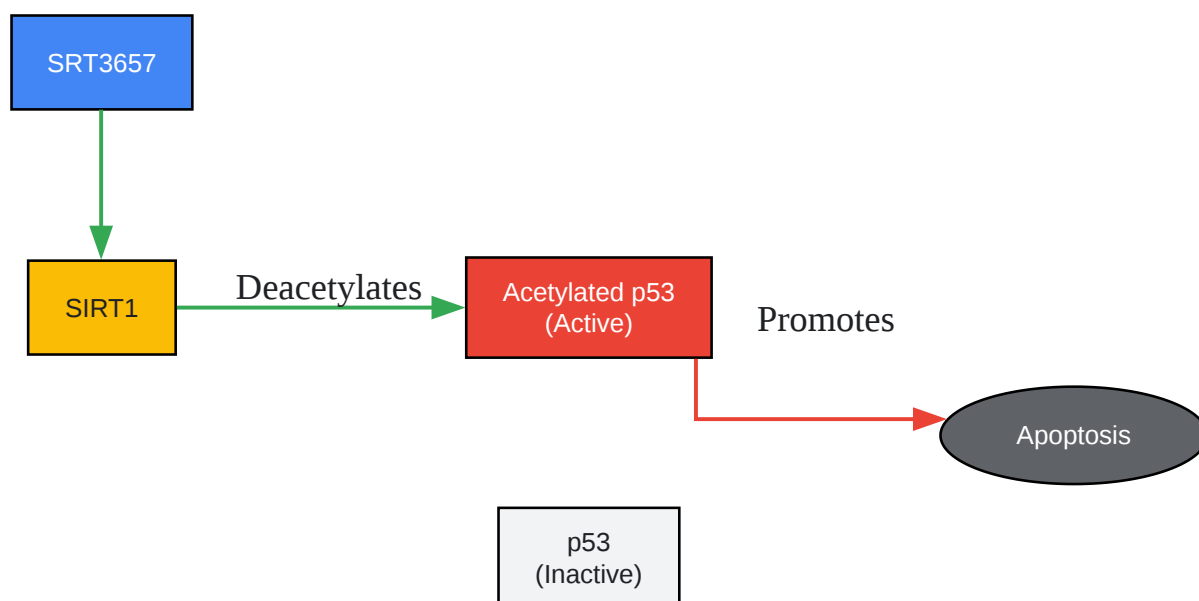 SRT3657
SIRT1
Deacetylates
Acetylated p53
(Active)
Promotes
Apoptosis
p53
(Inactive)